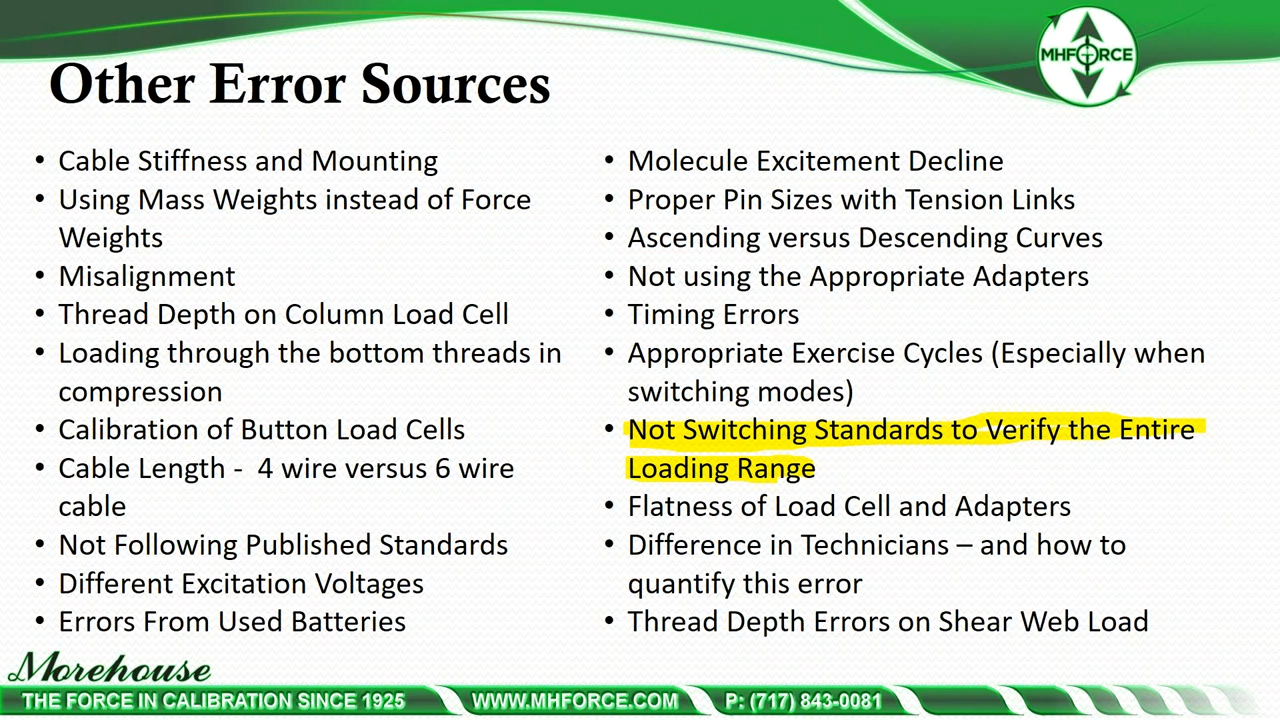 MHFORCE
Other Error Sources
• Cable Stiffness and Mounting
• Using Mass Weights instead of Force
Weights
• Misalignment
• Thread Depth on Column Load Cell
• Loading through the bottom threads in
compression
• Calibration of Button Load Cells
• Cable Length - 4 wire versus 6 wire
cable
• Not Following Published Standards
• Different Excitation Voltages
• Errors From Used Batteries
• Molecule Excitement Decline
• Proper Pin Sizes with Tension Links
• Ascending versus Descending Curves
• Not using the Appropriate Adapters
• Timing Errors
• Appropriate Exercise Cycles (Especially when
switching modes)
• Not Switching Standards to Verify the Entire
Loading Range
• Flatness of Load Cell and Adapters
• Difference in Technicians – and how to
quantify this error
• Thread Depth Errors on Shear Web Load
Morehouse
THE FORCE IN CALIBRATION SINCE 1925 WWW.MHFORCE.COM P: (717) 843-0081